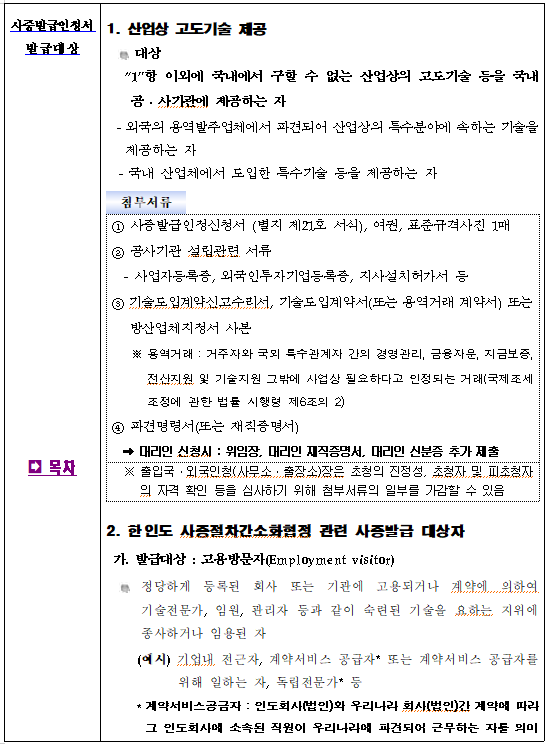 사증발급인정서
발급대상
목차
1. 산업상 고도기술 제공
대상
"1"항 이외에 국내에서 구할 수 없는 산업상의 고도기술 등을 국내
공·사기관에 제공하는 자
- 외국의 용역발주업체에서 파견되어 산업상의 특수분야에 속하는 기술을
제공하는 자
- 국내 산업체에서 도입한 특수기술 등을 제공하는 자
첨부서류
① 사증발급인정신청서 (별지 제21호 서식), 여권, 표준규격사진 1매
② 공사기관 설립관련 서류
- 사업자등록증, 외국인투자기업등록증, 지사설치허가서 등
③ 기술도입계약신고수리서, 기술도입계약서(또는 용역거래 계약서) 또는
방산업체지정서 사본
※ 용역거래 : 거주자와 국외 특수관계자 간의 경영관리, 금융자문, 지급보증,
전산지원 및 기술지원 그밖에 사업상 필요하다고 인정되는 거래(국제조세
조정에 관한 법률 시행령 제6조의 2)
④ 파견명령서(또는 재직증명서)
➜ 대리인 신청시 : 위임장, 대리인 재직증명서, 대리인 신분증 추가 제출
※ 출입국·외국인청(사무소·출장소)장은 초청의 진정성, 초청자 및 피초청자
의 자격 확인 등을 심사하기 위해 첨부서류의 일부를 가감할 수 있음
2. 한인도 사증절차간소화협정 관련 사증발급 대상자
가. 발급대상 : 고용방문자(Employment visitor)
정당하게 등록된 회사 또는 기관에 고용되거나 계약에 의하여
기술전문가, 임원, 관리자 등과 같이 숙련된 기술을 요하는 지위에
종사하거나 임용된 자
(예시) 기업내 전근자, 계약서비스 공급자* 또는 계약서비스 공급자를
위해 일하는 자, 독립전문가* 등
* 계약서비스공급자 : 인도회사(법인)와 우리나라 회사(법인)간 계약에 따라
그 인도회사에 소속된 직원이 우리나라에 파견되어 근무하는 자를 의미